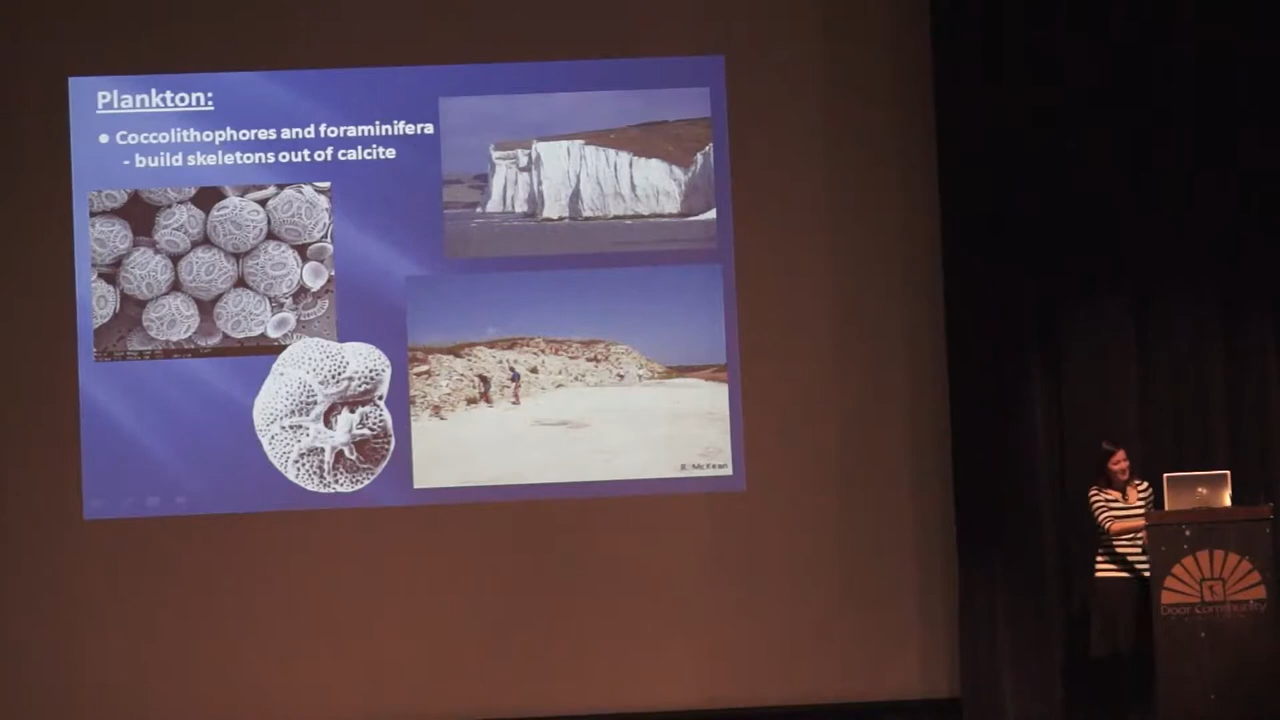 Plankton:
• Coccolithophores and foraminifera
- build skeletons out of calcite
R. McKean
Door Community